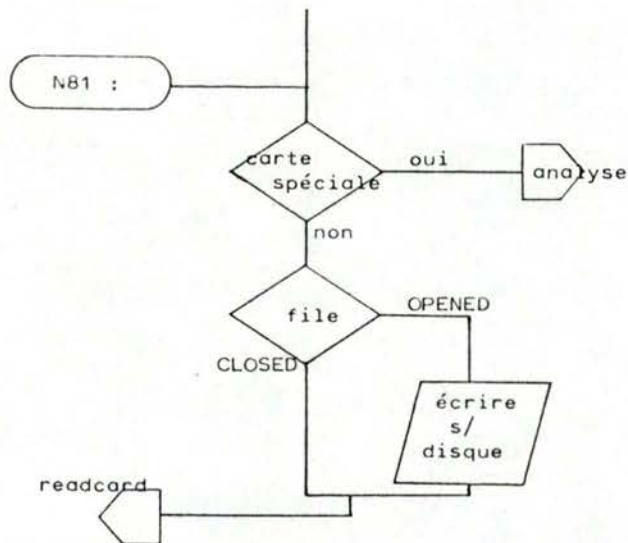 N81 :
carte
spéciale
oui
analyse
non
file
OPENED
CLOSED
écrire
s/
disque
readcard